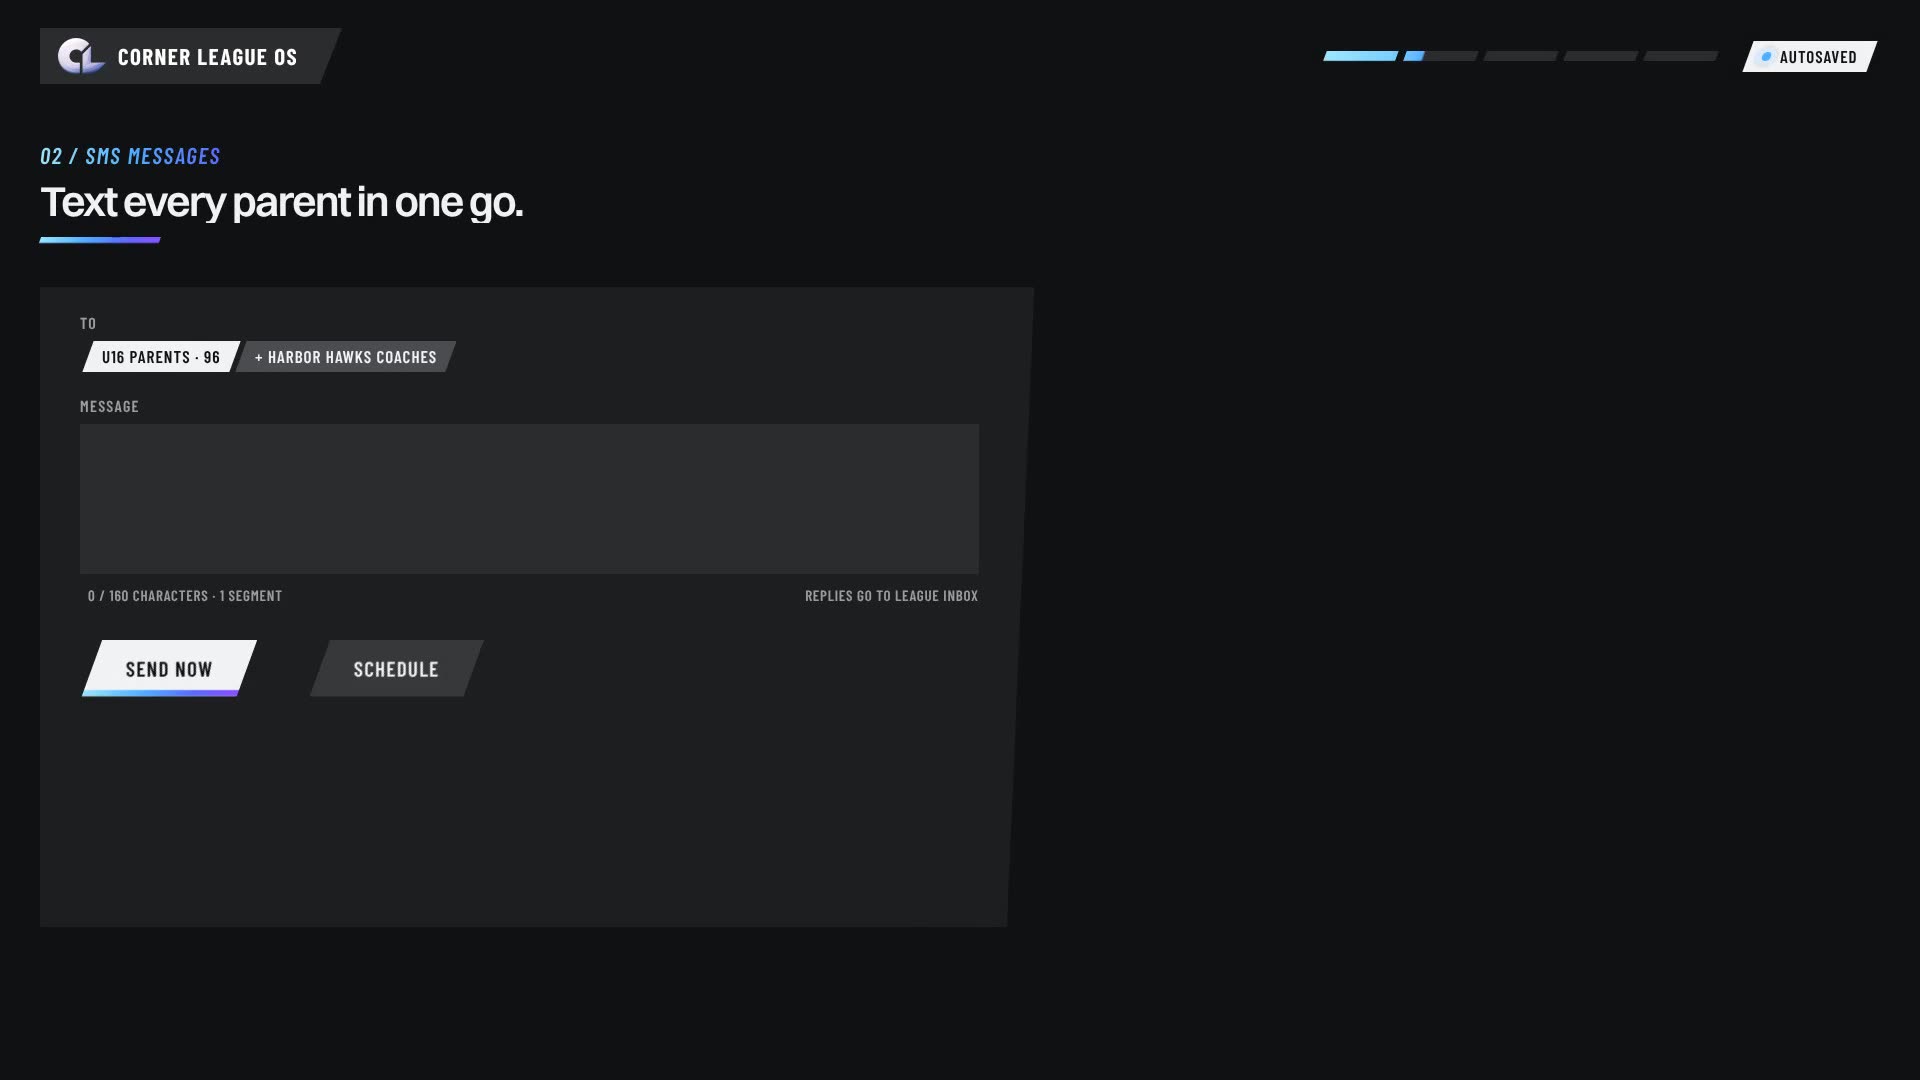 CORNER LEAGUE OS
AUTOSAVED
02 / SMS MESSAGES
Text every parent in one go.
TO
U16 PARENTS · 96
+ HARBOR HAWKS COACHES
MESSAGE
0 / 160 CHARACTERS · 1 SEGMENT
REPLIES GO TO LEAGUE INBOX
SEND NOW
SCHEDULE